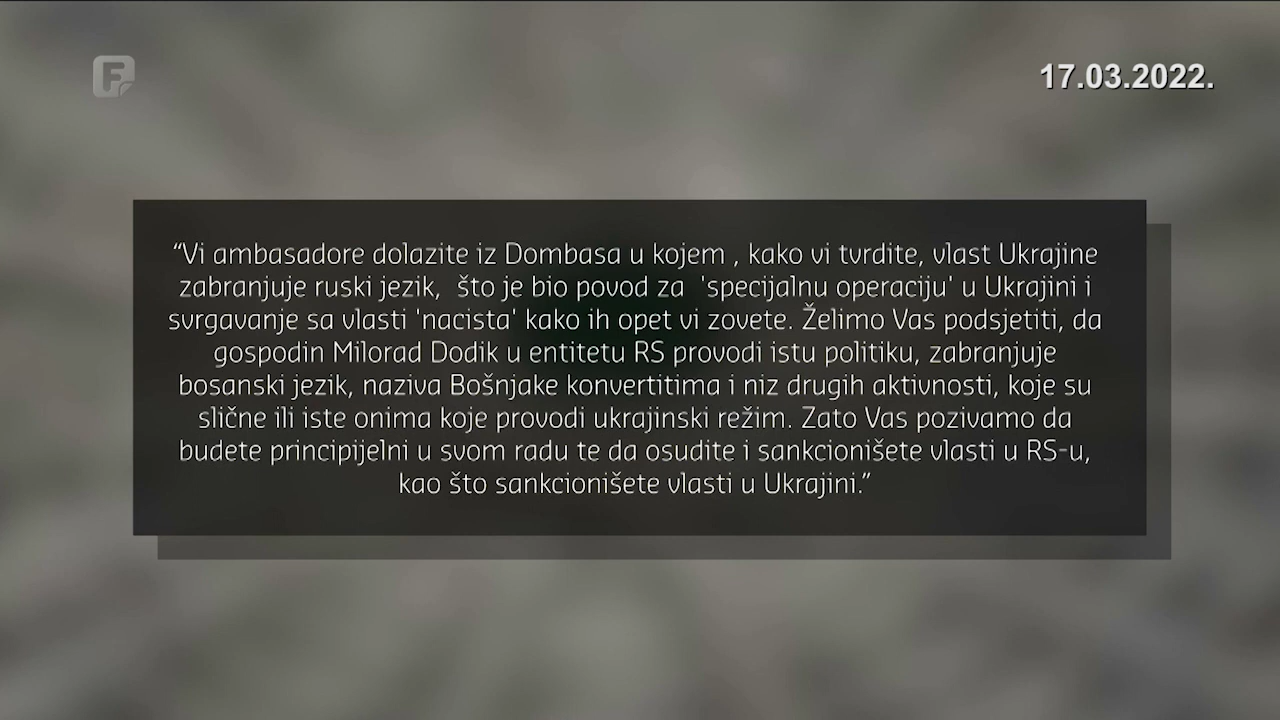 F
17.03.2022.
“Vi ambasadore dolazite iz Dombasa u kojem , kako vi tvrdite, vlast Ukrajine
zabranjuje ruski jezik,  što je bio povod za  'specijalnu operaciju' u Ukrajini i
svrgavanje sa vlasti 'nacista' kako ih opet vi zovete. Želimo Vas podsjetiti, da
gospodin Milorad Dodik u entitetu RS provodi istu politiku, zabranjuje
bosanski jezik, naziva Bošnjake konvertitima i niz drugih aktivnosti, koje su
slične ili iste onima koje provodi ukrajinski režim. Zato Vas pozivamo da
budete principijelni u svom radu te da osudite i sankcionišete vlasti u RS-u,
kao što sankcionišete vlasti u Ukrajini.”